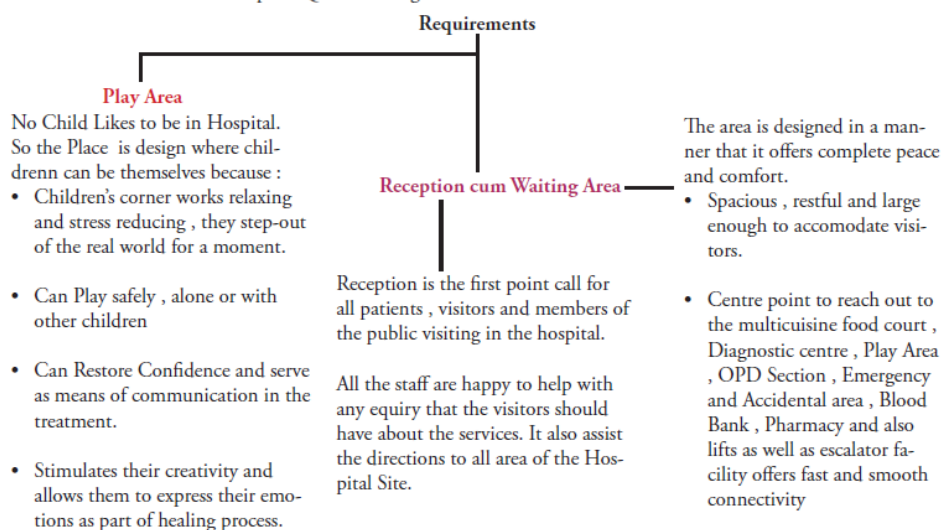 Requirements
Play Area
No Child Likes to be in Hospital.
So the Place is design where chil-
drenn can be themselves because :
• Children's corner works relaxing
and stress reducing , they step-out
of the real world for a moment.
• Can Play safely , alone or with
other children
• Can Restore Confidence and serve
as means of communication in the
treatment.
• Stimulates their creativity and
allows them to express their emo-
tions as part of healing process.
Reception cum Waiting Area
Reception is the first point call for
all patients , visitors and members of
the public visiting in the hospital.
All the staff are happy to help with
any equiry that the visitors should
have about the services. It also assist
the directions to all area of the Hos-
pital Site.
The area is designed in a man-
ner that it offers complete peace
and comfort.
• Spacious , restful and large
enough to accomodate visi-
tors.
• Centre point to reach out to
the multicuisine food court ,
Diagnostic centre , Play Area
, OPD Section , Emergency
and Accidental area , Blood
Bank , Pharmacy and also
lifts as well as escalator fa-
cility offers fast and smooth
connectivity